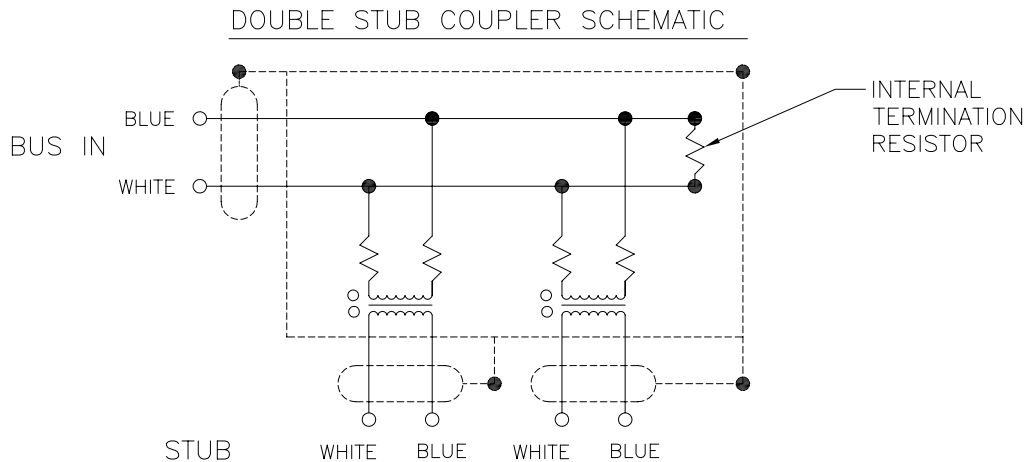 DOUBLE STUB COUPLER SCHEMATIC
INTERNAL
TERMINATION
RESISTOR
BLUE
BUS IN
WHITE
STUB WHITE BLUE WHITE BLUE